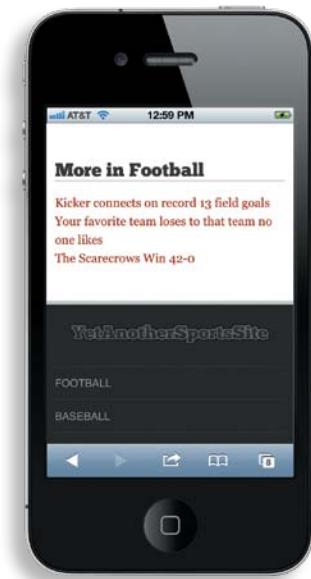 AT&T 12:59 PM
More in Football
Kicker connects on record 13 field goals
Your favorite team loses to that team no
one likes
The Scarecrows Win 42-0
YetAnotherSportsSite
FOOTBALL
BASEBALL
8